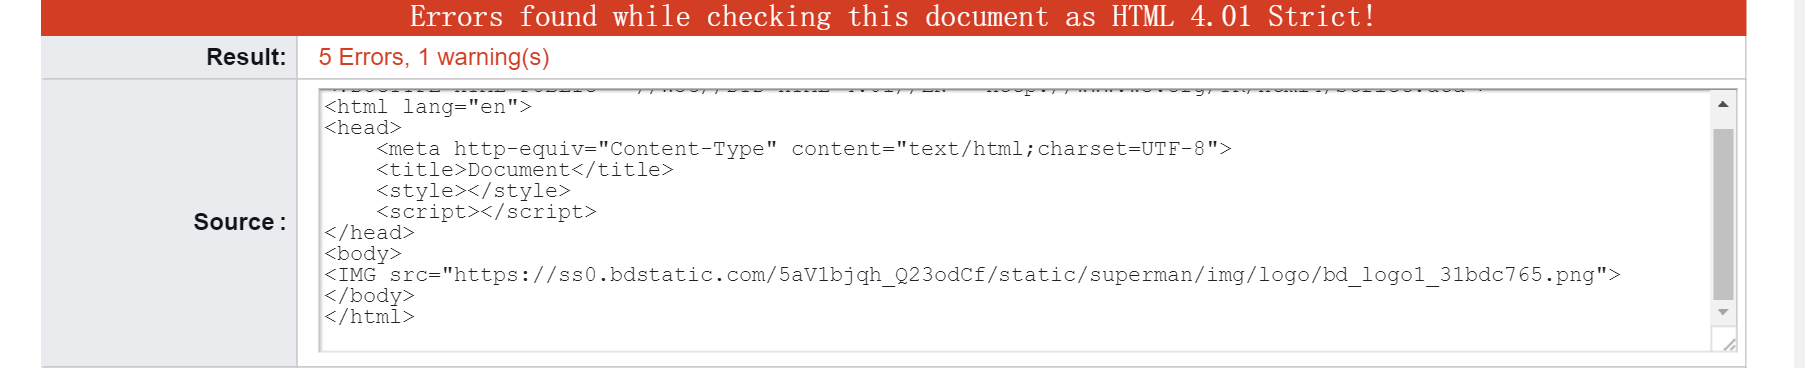 Errors found while checking this document as HTML 4.01 Strict!
Result: 5 Errors, 1 warning(s)
Source :
<html lang="en">
<head>
    <meta http-equiv="Content-Type" content="text/html;charset=UTF-8">
    <title>Document</title>
    <style></style>
    <script></script>
</head>
<body>
<IMG src="https://ss0.bdstatic.com/5aV1bjqh_Q23odCf/static/superman/img/logo/bd_logo1_31bdc765.png">
</body>
</html>